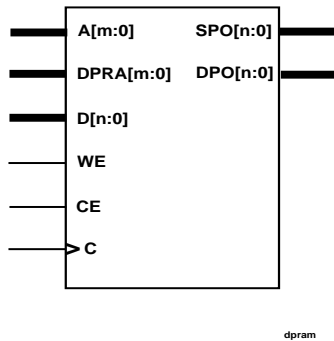 A[m:0] SPO[n:0]
DPRA[m:0] DPO[n:0]
D[n:0]
WE
CE
C
dpram